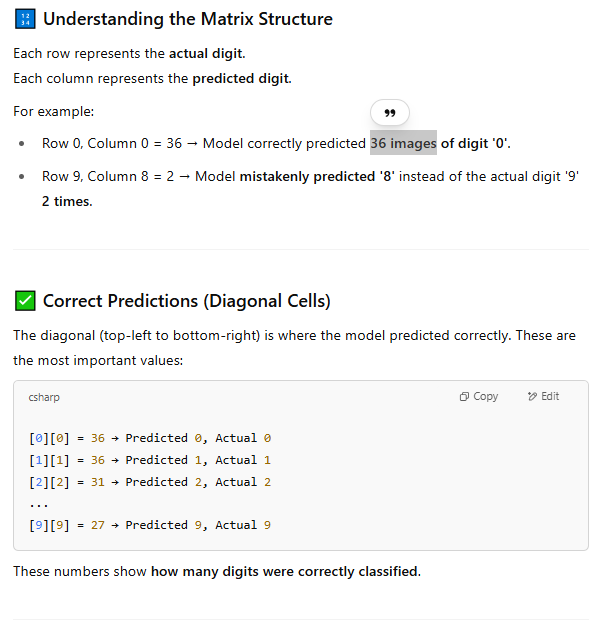 🔢 Understanding the Matrix Structure
Each row represents the actual digit.
Each column represents the predicted digit.
For example:
• Row 0, Column 0 = 36 → Model correctly predicted 36 images of digit '0'.
• Row 9, Column 8 = 2 → Model mistakenly predicted '8' instead of the actual digit '9'
2 times.
✅ Correct Predictions (Diagonal Cells)
The diagonal (top-left to bottom-right) is where the model predicted correctly. These are
the most important values:
csharp Copy Edit
[0][0] = 36 → Predicted 0, Actual 0
[1][1] = 36 → Predicted 1, Actual 1
[2][2] = 31 → Predicted 2, Actual 2
...
[9][9] = 27 → Predicted 9, Actual 9
These numbers show how many digits were correctly classified.